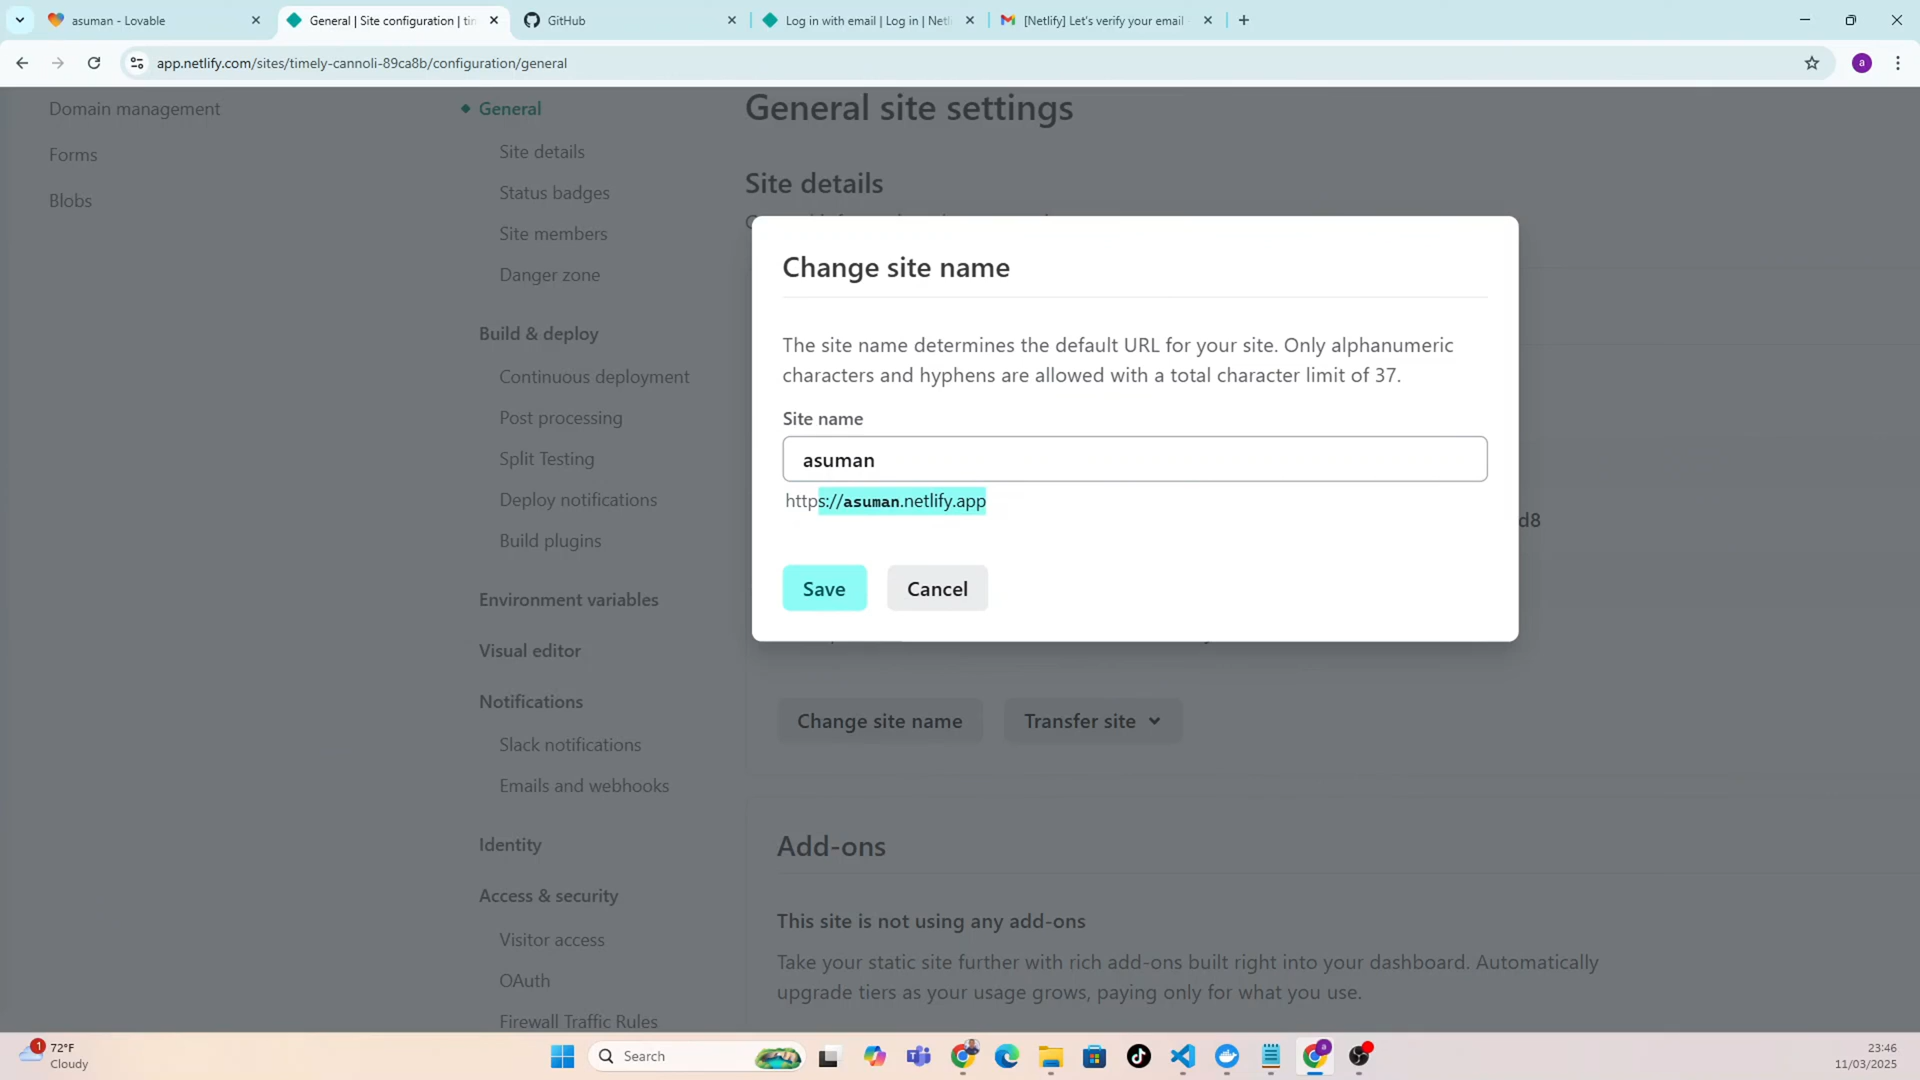 asuman - Lovable
General | Site configuration | tin
GitHub
Log in with email | Log in | Netl
[Netlify] Let's verify your email
app.netlify.com/sites/timely-cannoli-89ca8b/configuration/general
a
Domain management
Forms
Blobs
General
Site details
Status badges
Site members
Danger zone
Build & deploy
Continuous deployment
Post processing
Split Testing
Deploy notifications
Build plugins
Environment variables
Visual editor
Notifications
Slack notifications
Emails and webhooks
Identity
Access & security
Visitor access
OAuth
Firewall Traffic Rules
General site settings
Site details
Change site name
The site name determines the default URL for your site. Only alphanumeric
characters and hyphens are allowed with a total character limit of 37.
Site name
asuman
https://asuman.netlify.app
d8
Save
Cancel
Change site name
Transfer site
Add-ons
This site is not using any add-ons
Take your static site further with rich add-ons built right into your dashboard. Automatically
upgrade tiers as your usage grows, paying only for what you use.
1
72°F
Cloudy
Search
a
23:46
11/03/2025